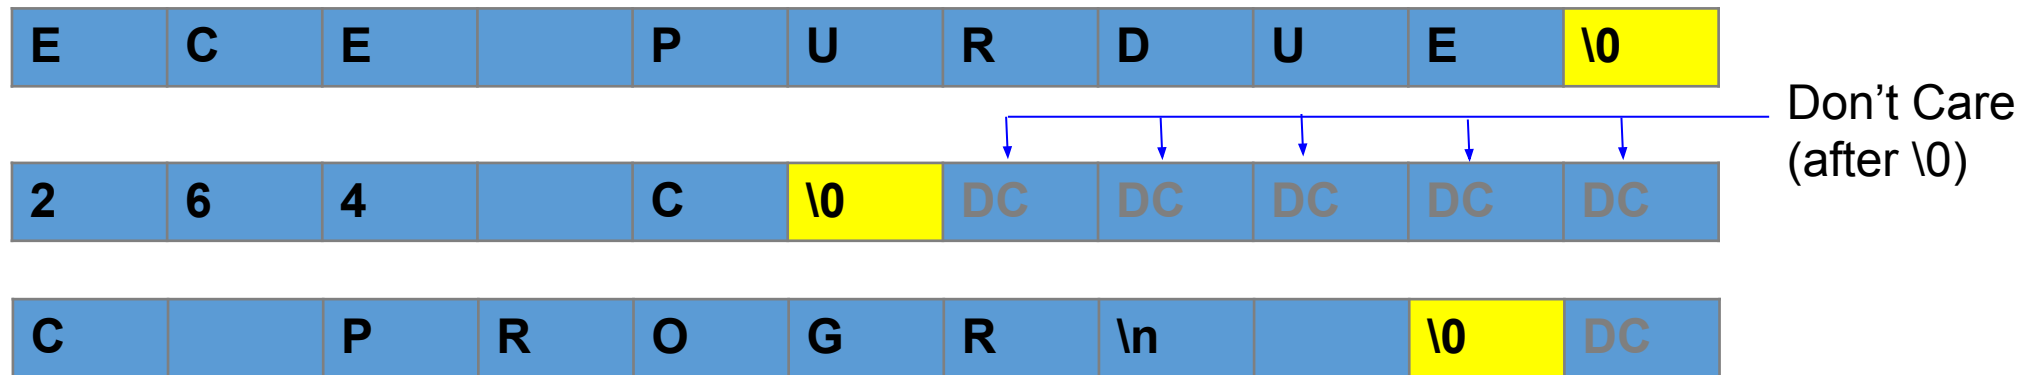 E C E P U R D U E \0
Don't Care
(after \0)
2 6 4 C \0 DC DC DC DC DC
C P R O G R \n \0 DC